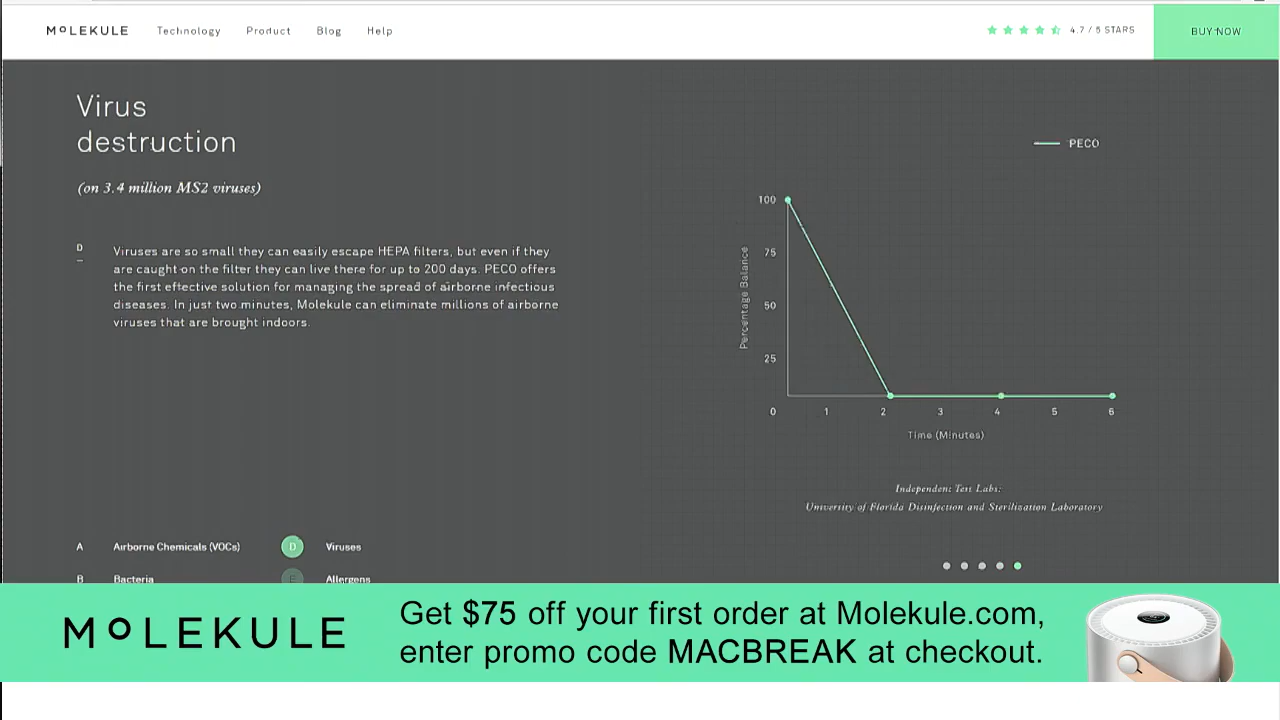 MOLEKULE Technology Product Blog Help 4.7 / 5 STARS BUY NOW
Virus
destruction
(on 3.4 million MS2 viruses)
D
Viruses are so small they can easily escape HEPA filters, but even if they
are caught on the filter they can live there for up to 200 days. PECO offers
the first effective solution for managing the spread of airborne infectious
diseases. In just two minutes, Molekule can eliminate millions of airborne
viruses that are brought indoors.
PECO
Percentage Balance
100
75
50
25
0 1 2 3 4 5 6
Time (Minutes)
Independent Test Labs:
University of Florida Disinfection and Sterilization Laboratory
A Airborne Chemicals (VOCs) D Viruses
B Bacteria E Allergens
MOLEKULE
Get $75 off your first order at Molekule.com,
enter promo code MACBREAK at checkout.